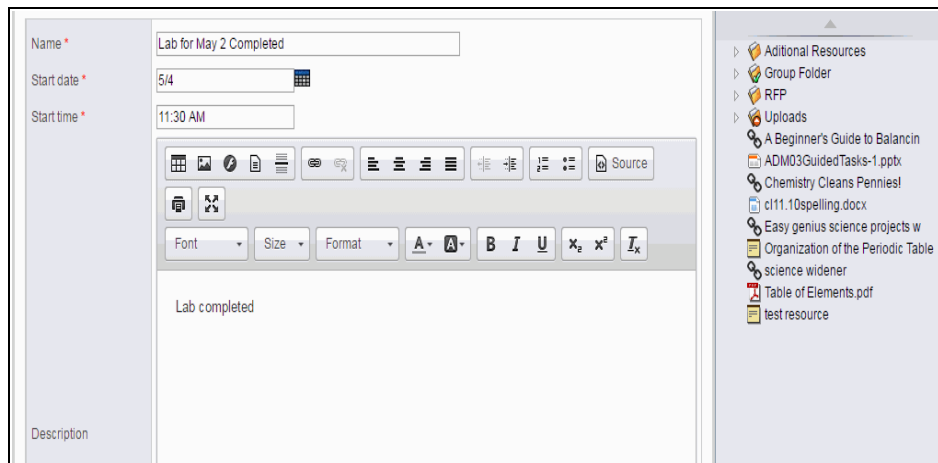 Name *
Lab for May 2 Completed
Start date *
5/4
Start time *
11:30 AM
Source
Font
Size
Format
A
A
B I U
X₂ X²
Iₓ
Lab completed
Description
Aditional Resources
Group Folder
RFP
Uploads
A Beginner's Guide to Balancin
ADM03GuidedTasks-1.pptx
Chemistry Cleans Pennies!
cl11.10spelling.docx
Easy genius science projects w
Organization of the Periodic Table
science widener
Table of Elements.pdf
test resource